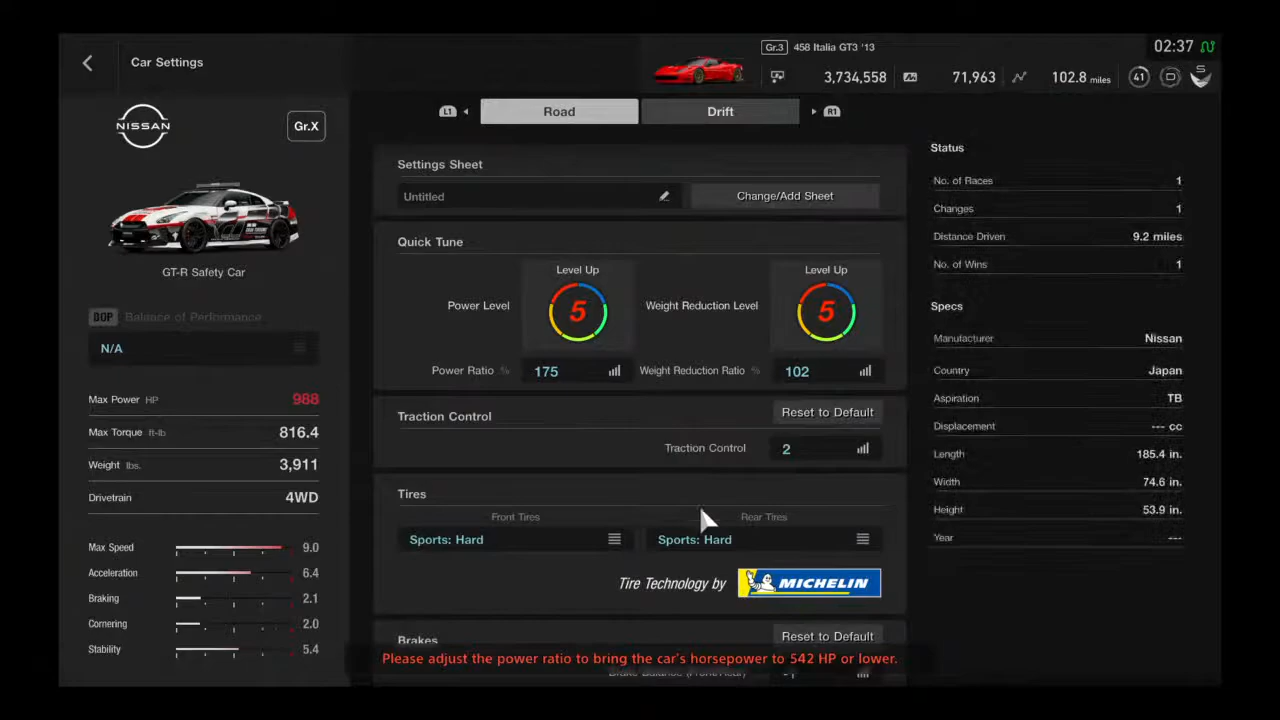 Car Settings
Gr.3 458 Italia GT3 '13
02:37
3,734,558
71,963
102.8 miles
41
D
S
NISSAN
Gr.X
GT-R Safety Car
BOP Balance of Performance
N/A
Max Power HP 988
Max Torque ft-lb 816.4
Weight lbs. 3,911
Drivetrain 4WD
Max Speed 9.0
Acceleration 6.4
Braking 2.1
Cornering 2.0
Stability 5.4
L1 Road Drift R1
Settings Sheet
Untitled Change/Add Sheet
Quick Tune
Level Up Level Up
Power Level 5 Weight Reduction Level 5
Power Ratio % 175 Weight Reduction Ratio % 102
Traction Control Reset to Default
Traction Control 2
Tires
Front Tires Rear Tires
Sports: Hard Sports: Hard
Tire Technology by MICHELIN
Brakes Reset to Default
Please adjust the power ratio to bring the car's horsepower to 542 HP or lower.
Brake Balance (Front/Rear)
Status
No. of Races 1
Changes 1
Distance Driven 9.2 miles
No. of Wins 1
Specs
Manufacturer Nissan
Country Japan
Aspiration TB
Displacement --- cc
Length 185.4 in.
Width 74.6 in.
Height 53.9 in.
Year ---